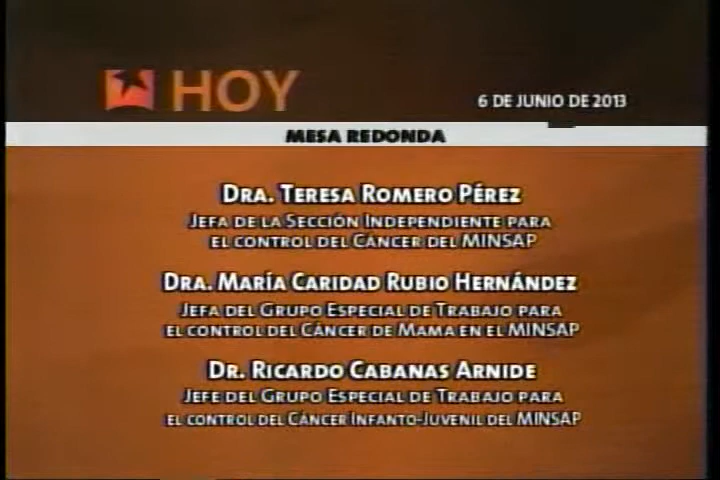 HOY
6 DE JUNIO DE 2013
MESA REDONDA
DRA. TERESA ROMERO PÉREZ
JEFA DE LA SECCIÓN INDEPENDIENTE PARA
EL CONTROL DEL CÁNCER DEL MINSAP
DRA. MARÍA CARIDAD RUBIO HERNÁNDEZ
JEFA DEL GRUPO ESPECIAL DE TRABAJO PARA
EL CONTROL DEL CÁNCER DE MAMA EN EL MINSAP
DR. RICARDO CABANAS ARNIDE
JEFE DEL GRUPO ESPECIAL DE TRABAJO PARA
EL CONTROL DEL CÁNCER INFANTO-JUVENIL DEL MINSAP